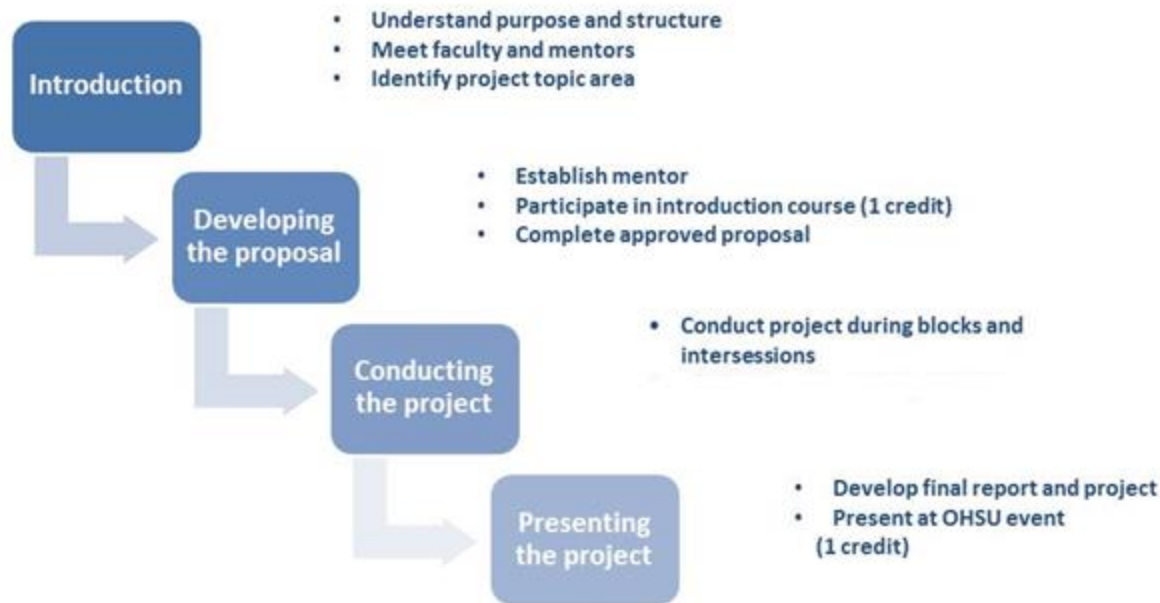 Introduction
• Understand purpose and structure
• Meet faculty and mentors
• Identify project topic area
Developing
the proposal
• Establish mentor
• Participate in introduction course (1 credit)
• Complete approved proposal
Conducting
the project
• Conduct project during blocks and
intersessions
Presenting
the project
• Develop final report and project
• Present at OHSU event
(1 credit)